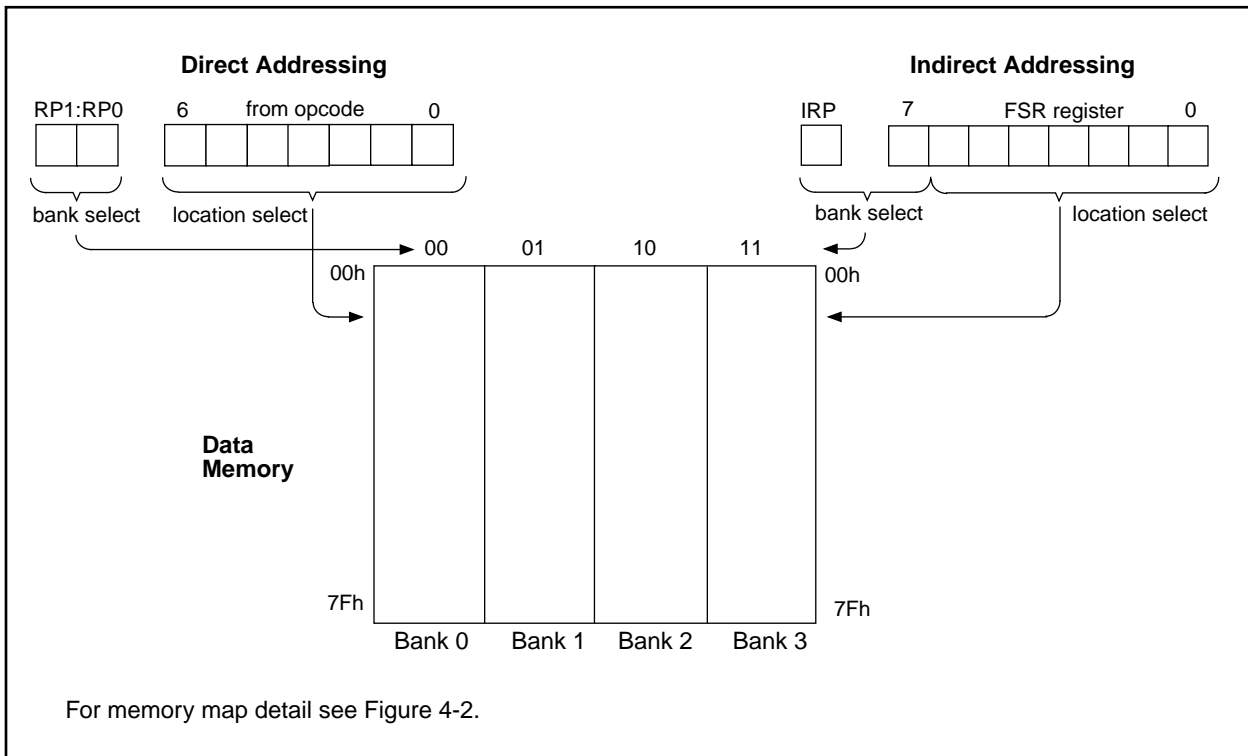 Direct Addressing
Indirect Addressing
RP1:RP0 6 from opcode 0
IRP 7 FSR register 0
bank select location select
bank select location select
00 01 10 11
00h 00h
Data
Memory
7Fh 7Fh
Bank 0 Bank 1 Bank 2 Bank 3
For memory map detail see Figure 4-2.